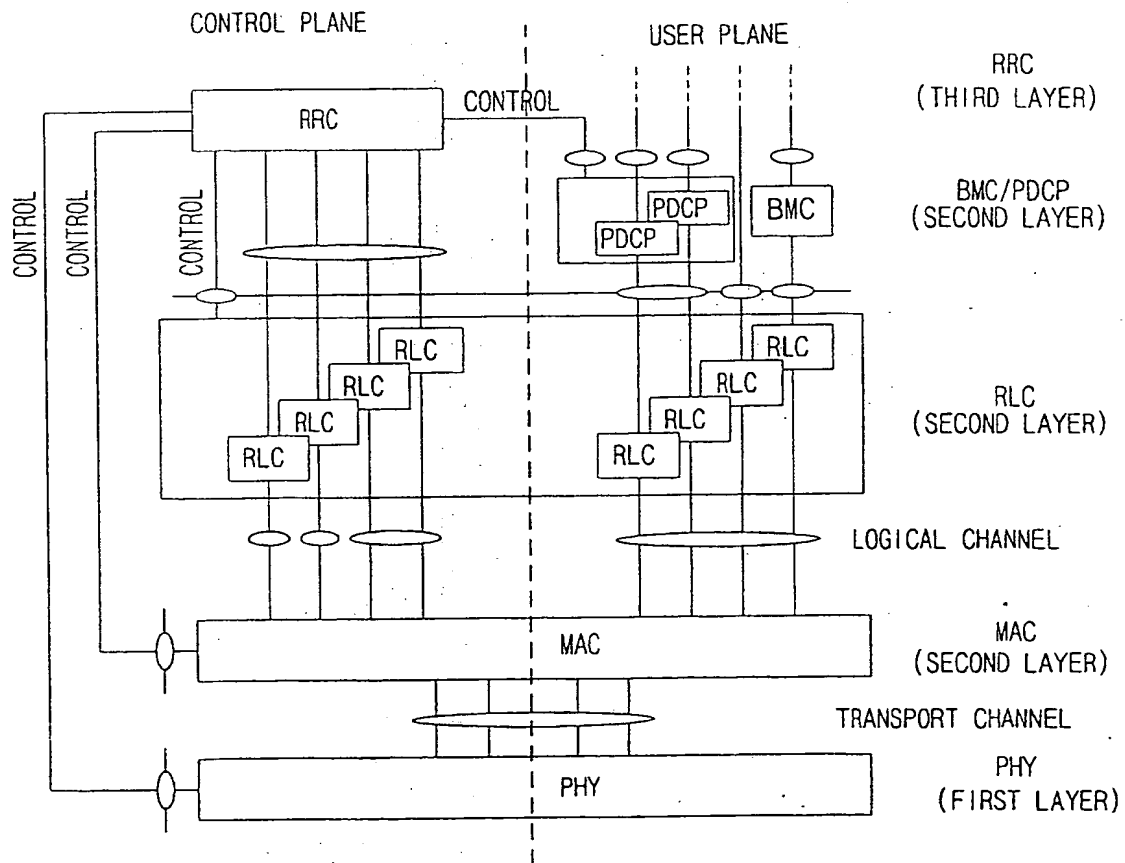 CONTROL PLANE
USER PLANE
RRC
(THIRD LAYER)
RRC
CONTROL
CONTROL
CONTROL
CONTROL
PDCP
PDCP
BMC
BMC/PDCP
(SECOND LAYER)
RLC
RLC
RLC
RLC
RLC
RLC
RLC
RLC
RLC
(SECOND LAYER)
LOGICAL CHANNEL
MAC
MAC
(SECOND LAYER)
TRANSPORT CHANNEL
PHY
PHY
(FIRST LAYER)